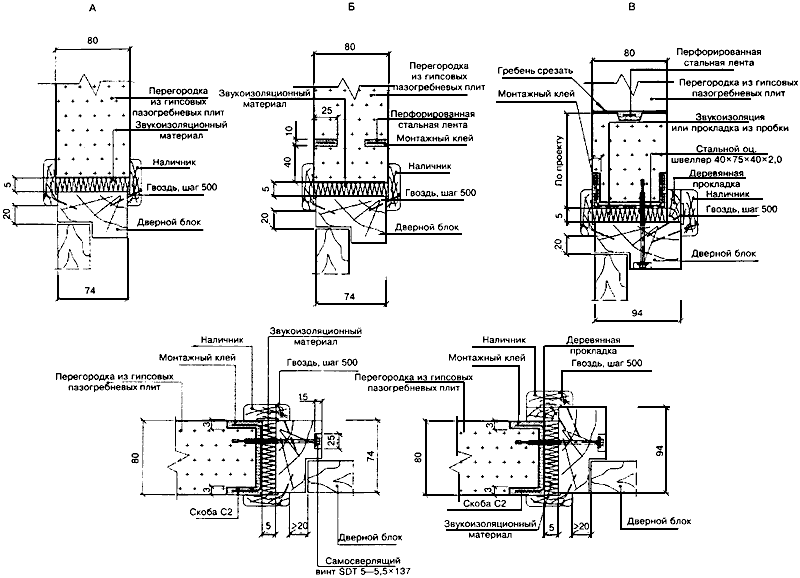 А
80
Перегородка
из гипсовых
пазогребневых плит
Звукоизоляционный
материал
Наличник
Гвоздь, шаг 500
Дверной блок
5
20
74
Б
80
Перегородка
из гипсовых
пазогребневых плит
Звукоизоляционный
материал
25
Перфорированная
стальная лента
Монтажный клей
10
40
Наличник
Гвоздь, шаг 500
5
20
Дверной блок
74
В
80
Перфорированная
стальная лента
Гребень срезать
Монтажный клей
Перегородка из гипсовых
пазогребневых плит
Звукоизоляция
или прокладка из пробки
Стальной оц.
швеллер 40×75×40×2,0
По проекту
Деревянная
прокладка
Наличник
Гвоздь, шаг 500
5
20
Дверной блок
94
Звукоизоляционный
материал
Наличник
Монтажный клей
Гвоздь, шаг 500
Перегородка из гипсовых
пазогребневых плит
15
3
80
25
74
3
Скоба С2
5
≥20
Дверной блок
Самосверлящий
винт SDT 5—5,5×137
Наличник
Деревянная
прокладка
Монтажный клей
Гвоздь, шаг 500
Перегородка из гипсовых
пазогребневых плит
3
80
94
3
Скоба С2
5
≥20
Звукоизоляционный
материал
Дверной блок